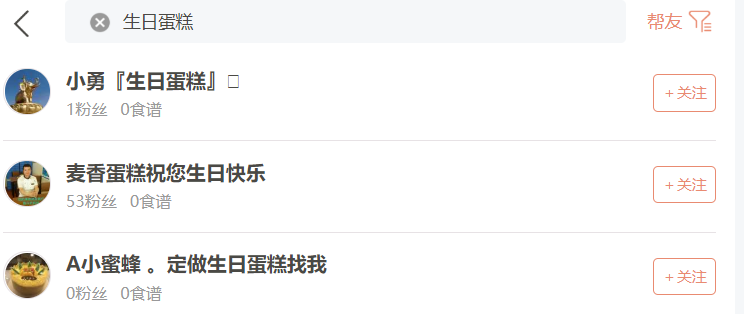 生日蛋糕 帮友
小勇『生日蛋糕』
1粉丝 0食谱
+关注
麦香蛋糕祝您生日快乐
53粉丝 0食谱
+关注
A小蜜蜂 。定做生日蛋糕找我
0粉丝 0食谱
+关注